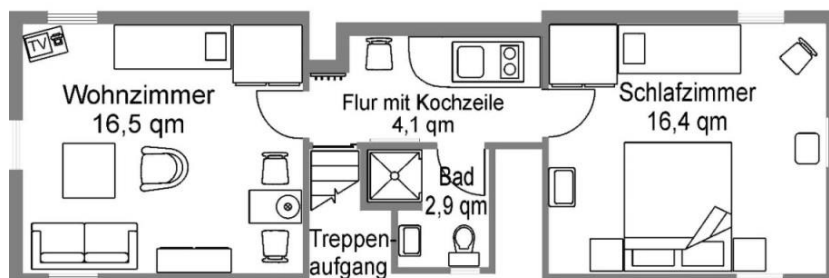 TV
Wohnzimmer
16,5 qm
Flur mit Kochzeile
4,1 qm
Schlafzimmer
16,4 qm
Bad
2,9 qm
Treppen-
aufgang